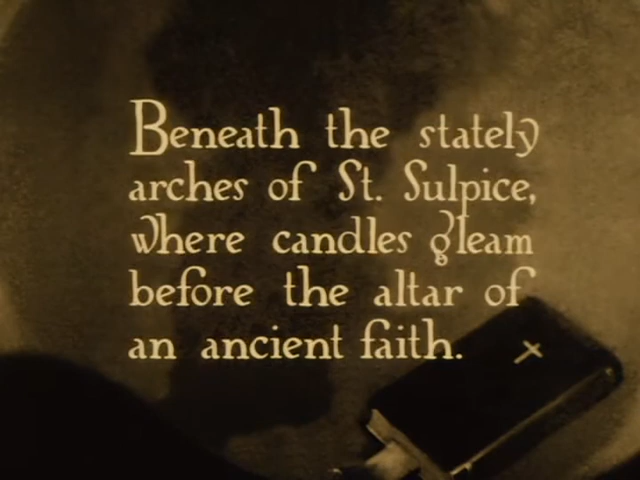 Beneath the stately
arches of St. Sulpice,
where candles gleam
before the altar of
an ancient faith.